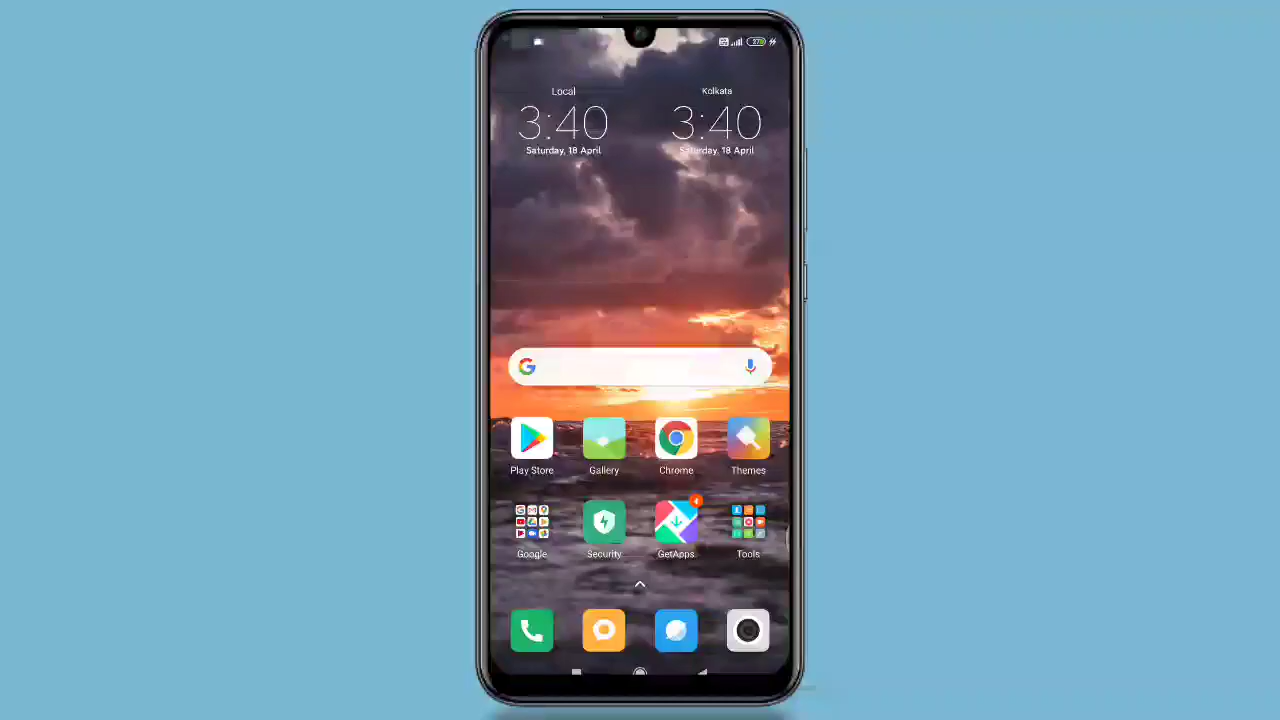 Local
Kolkata
3:40
3:40
Saturday, 18 April
Saturday, 18 April
Play Store
Gallery
Chrome
Themes
Google
Security
GetApps
Tools